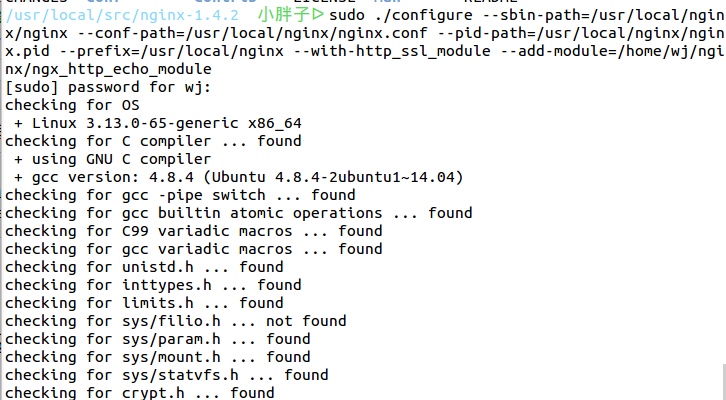 /usr/local/src/nginx-1.4.2 小胖子ᐅ sudo ./configure --sbin-path=/usr/local/ngin
x/nginx --conf-path=/usr/local/nginx/nginx.conf --pid-path=/usr/local/nginx/ngin
x.pid --prefix=/usr/local/nginx --with-http_ssl_module --add-module=/home/wj/ngi
nx/ngx_http_echo_module
[sudo] password for wj:
checking for OS
 + Linux 3.13.0-65-generic x86_64
checking for C compiler ... found
 + using GNU C compiler
 + gcc version: 4.8.4 (Ubuntu 4.8.4-2ubuntu1~14.04)
checking for gcc -pipe switch ... found
checking for gcc builtin atomic operations ... found
checking for C99 variadic macros ... found
checking for gcc variadic macros ... found
checking for unistd.h ... found
checking for inttypes.h ... found
checking for limits.h ... found
checking for sys/filio.h ... not found
checking for sys/param.h ... found
checking for sys/mount.h ... found
checking for sys/statvfs.h ... found
checking for crypt.h ... found